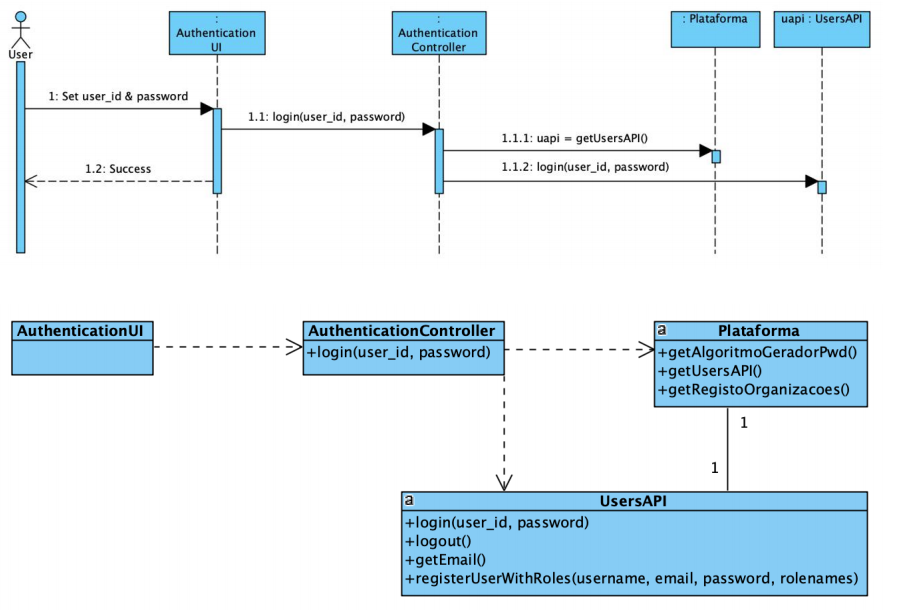 User
:
Authentication
UI
:
Authentication
Controller
: Plataforma
uapi : UsersAPI
1: Set user_id & password
1.1: login(user_id, password)
1.1.1: uapi = getUsersAPI()
1.1.2: login(user_id, password)
1.2: Success
AuthenticationUI
AuthenticationController
+login(user_id, password)
a
Plataforma
+getAlgoritmoGeradorPwd()
+getUsersAPI()
+getRegistoOrganizacoes()
1
1
a
UsersAPI
+login(user_id, password)
+logout()
+getEmail()
+registerUserWithRoles(username, email, password, rolenames)